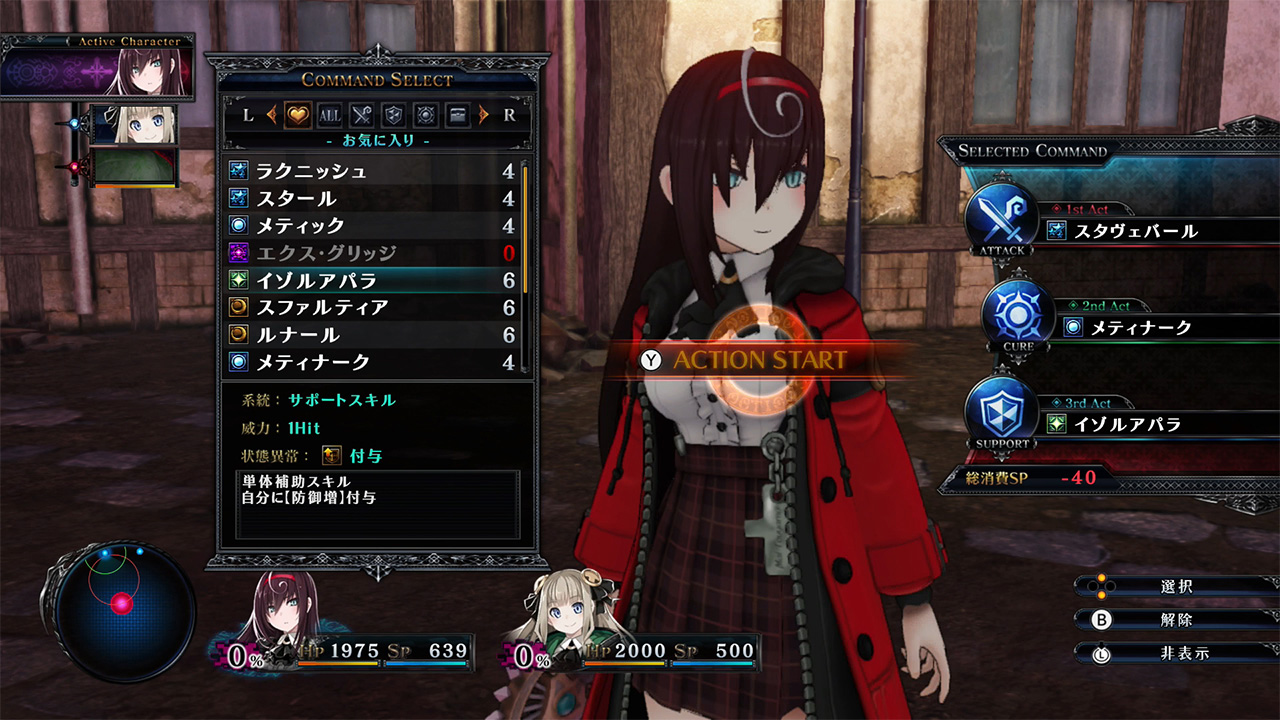 Active Character
COMMAND SELECT
L
ALL
R
- お気に入り -
ラクニッシュ 4
スタール 4
メティック 4
エクス・グリッジ 0
イゾルアパラ 6
スファルティア 6
ルナール 6
メティナーク 4
系統：サポートスキル
威力：1Hit
状態異常： 付与
単体補助スキル
自分に【防御増】付与
Y ACTION START
SELECTED COMMAND
1st Act
ATTACK
スタヴェバール
2nd Act
CURE
メティナーク
3rd Act
SUPPORT
イゾルアパラ
総消費SP -40
選択
B 解除
L 非表示
0% HP 1975 SP 639
0% HP 2000 SP 500